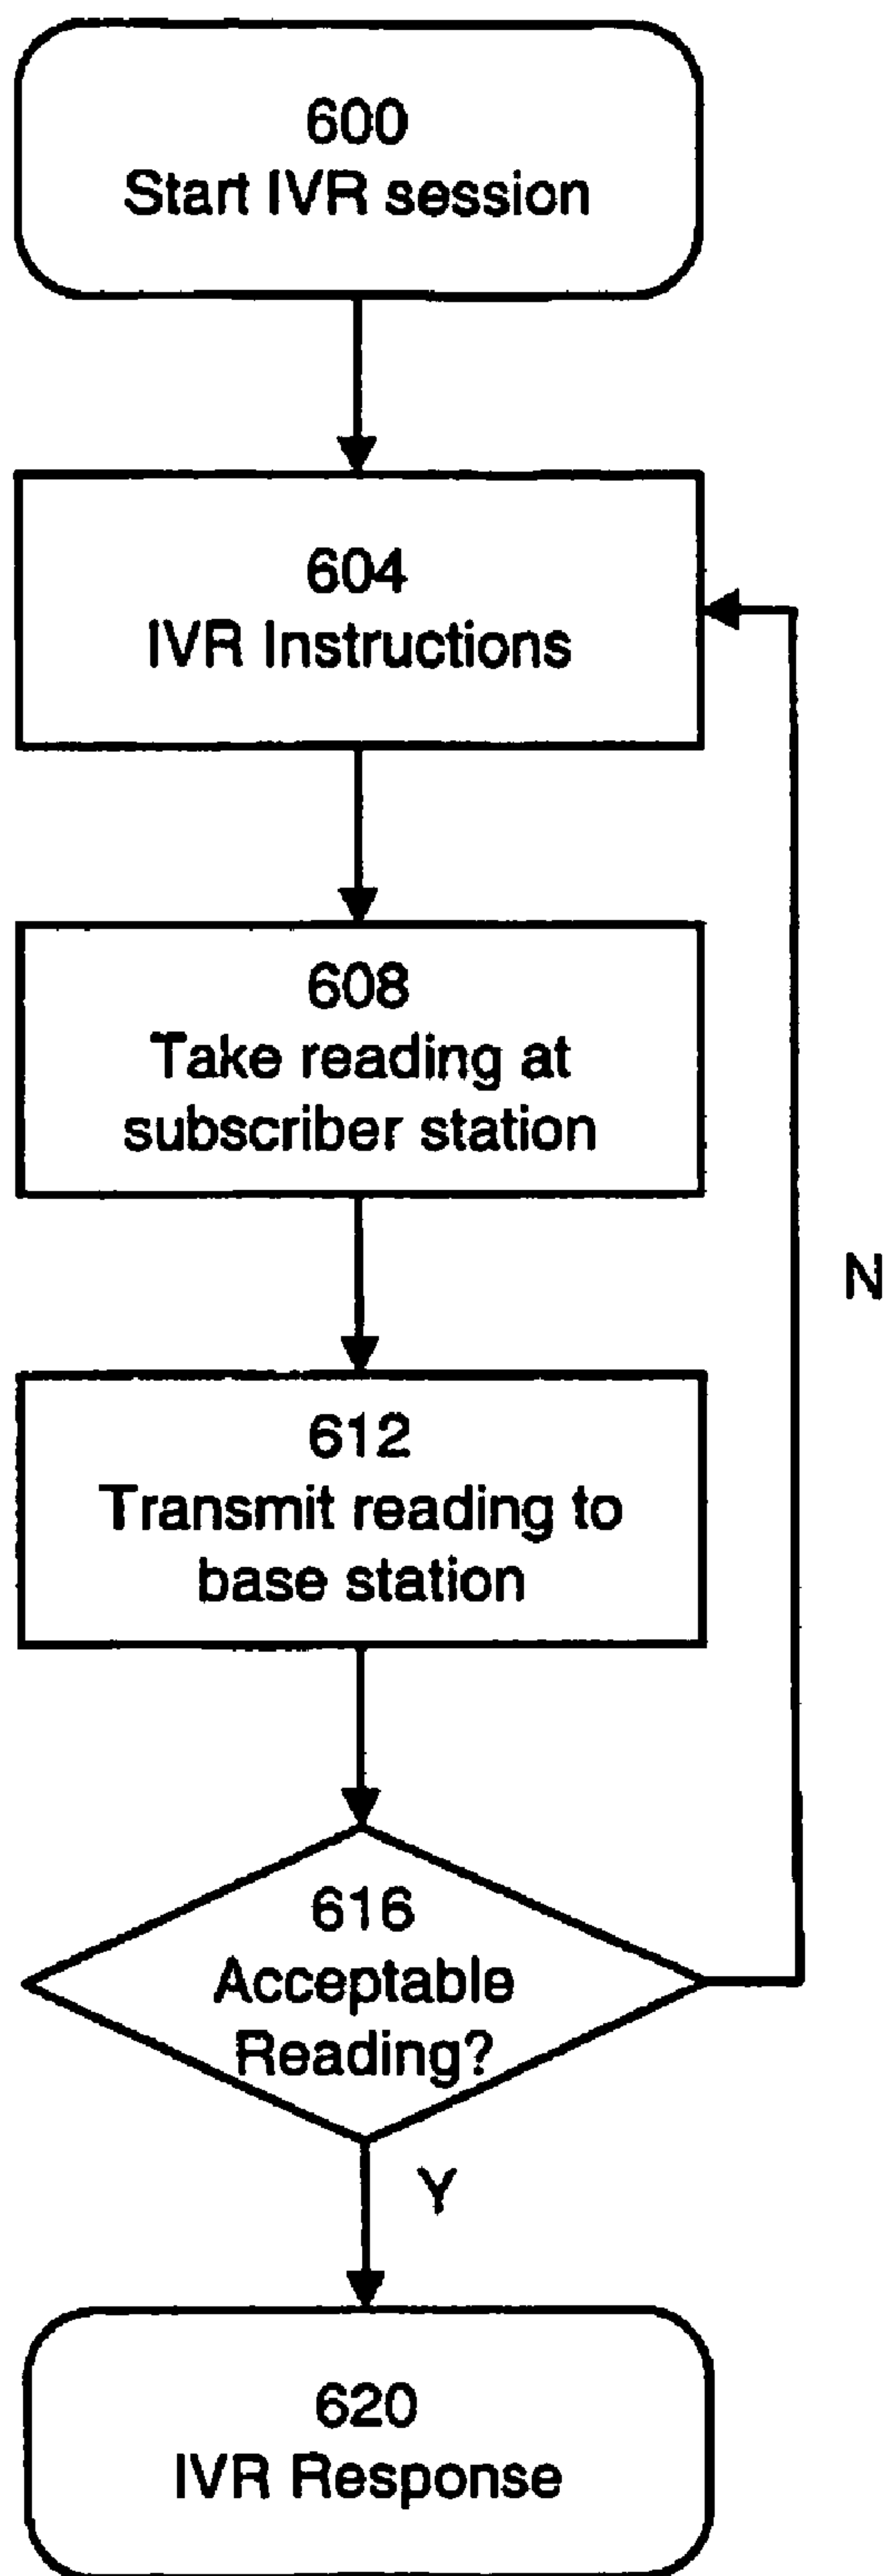 600
Start IVR session
604
IVR Instructions
608
Take reading at
subscriber station
N
612
Transmit reading to
base station
616
Acceptable
Reading?
Y
620
IVR Response